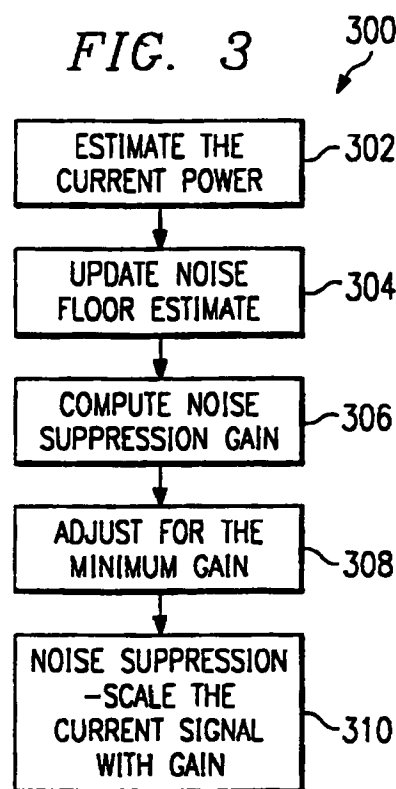 FIG. 3
300
ESTIMATE THE
CURRENT POWER
302
UPDATE NOISE
FLOOR ESTIMATE
304
COMPUTE NOISE
SUPPRESSION GAIN
306
ADJUST FOR THE
MINIMUM GAIN
308
NOISE SUPPRESSION
-SCALE THE
CURRENT SIGNAL
WITH GAIN
310